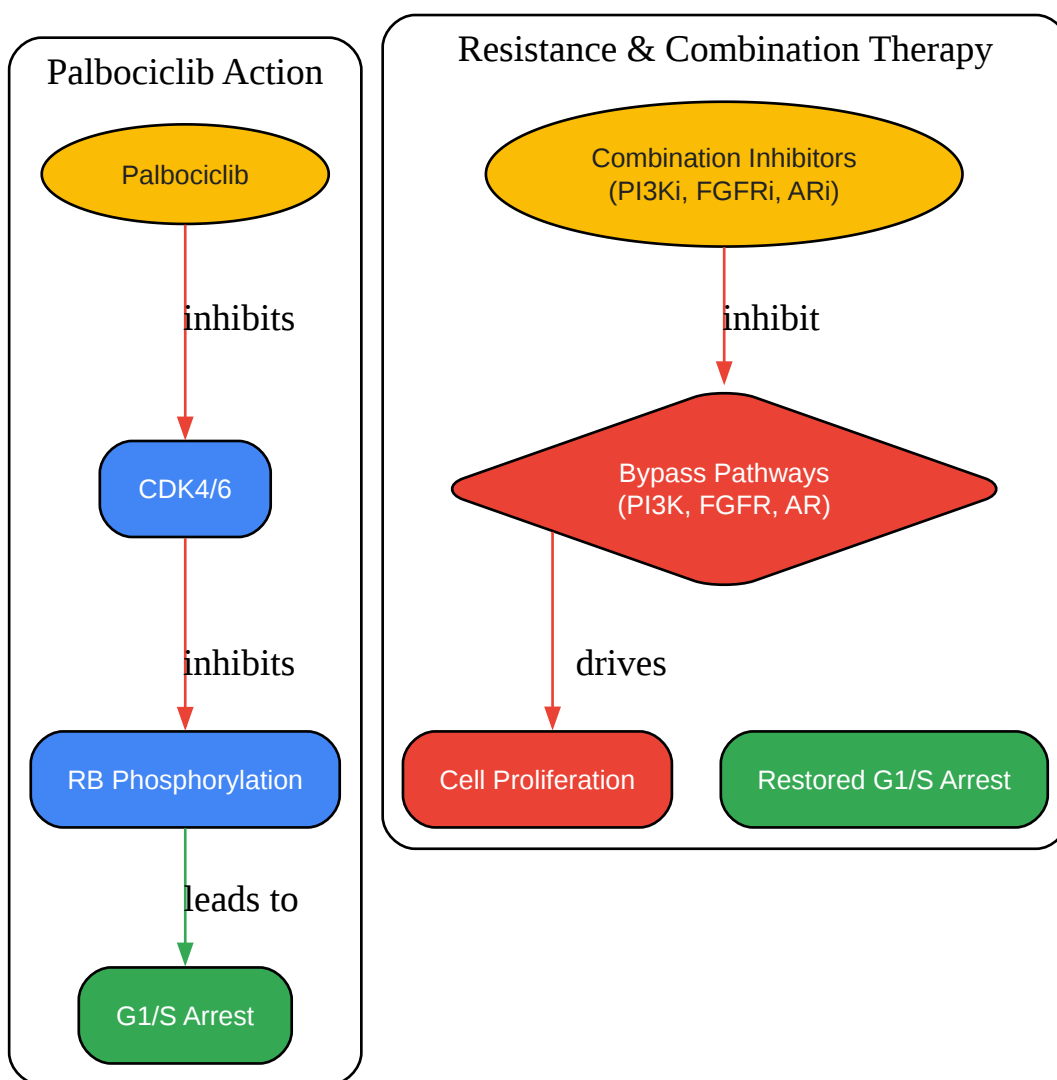 Palbociclib Action
Palbociclib
inhibits
CDK4/6
inhibits
RB Phosphorylation
leads to
G1/S Arrest
Resistance & Combination Therapy
Combination Inhibitors
(PI3Ki, FGFRi, ARi)
inhibit
Bypass Pathways
(PI3K, FGFR, AR)
drives
Cell Proliferation
Restored G1/S Arrest